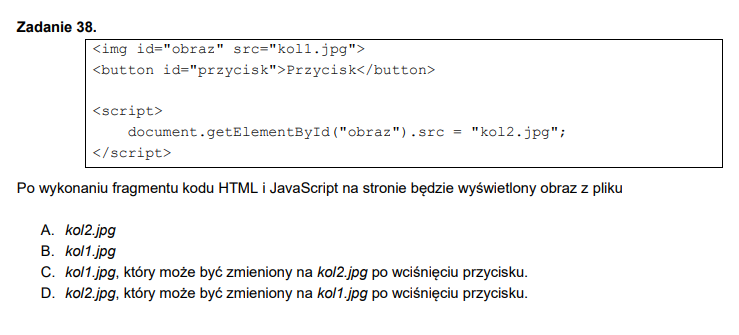 Zadanie 38.
<img id="obraz" src="kol1.jpg">
<button id="przycisk">Przycisk</button>
<script>
document.getElementById("obraz").src = "kol2.jpg";
</script>
Po wykonaniu fragmentu kodu HTML i JavaScript na stronie będzie wyświetlony obraz z pliku
A. kol2.jpg
B. kol1.jpg
C. kol1.jpg, który może być zmieniony na kol2.jpg po wciśnięciu przycisku.
D. kol2.jpg, który może być zmieniony na kol1.jpg po wciśnięciu przycisku.